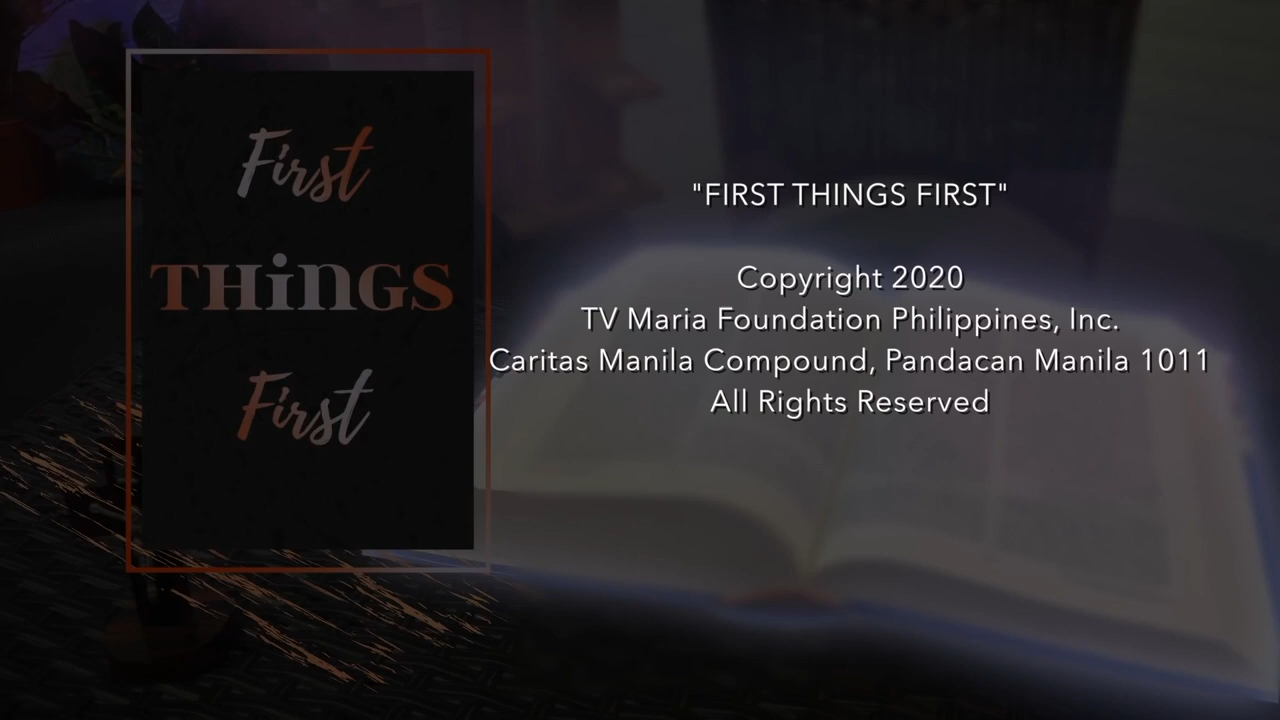 First
THiNGS
First
"FIRST THINGS FIRST"
Copyright 2020
TV Maria Foundation Philippines, Inc.
Caritas Manila Compound, Pandacan Manila 1011
All Rights Reserved